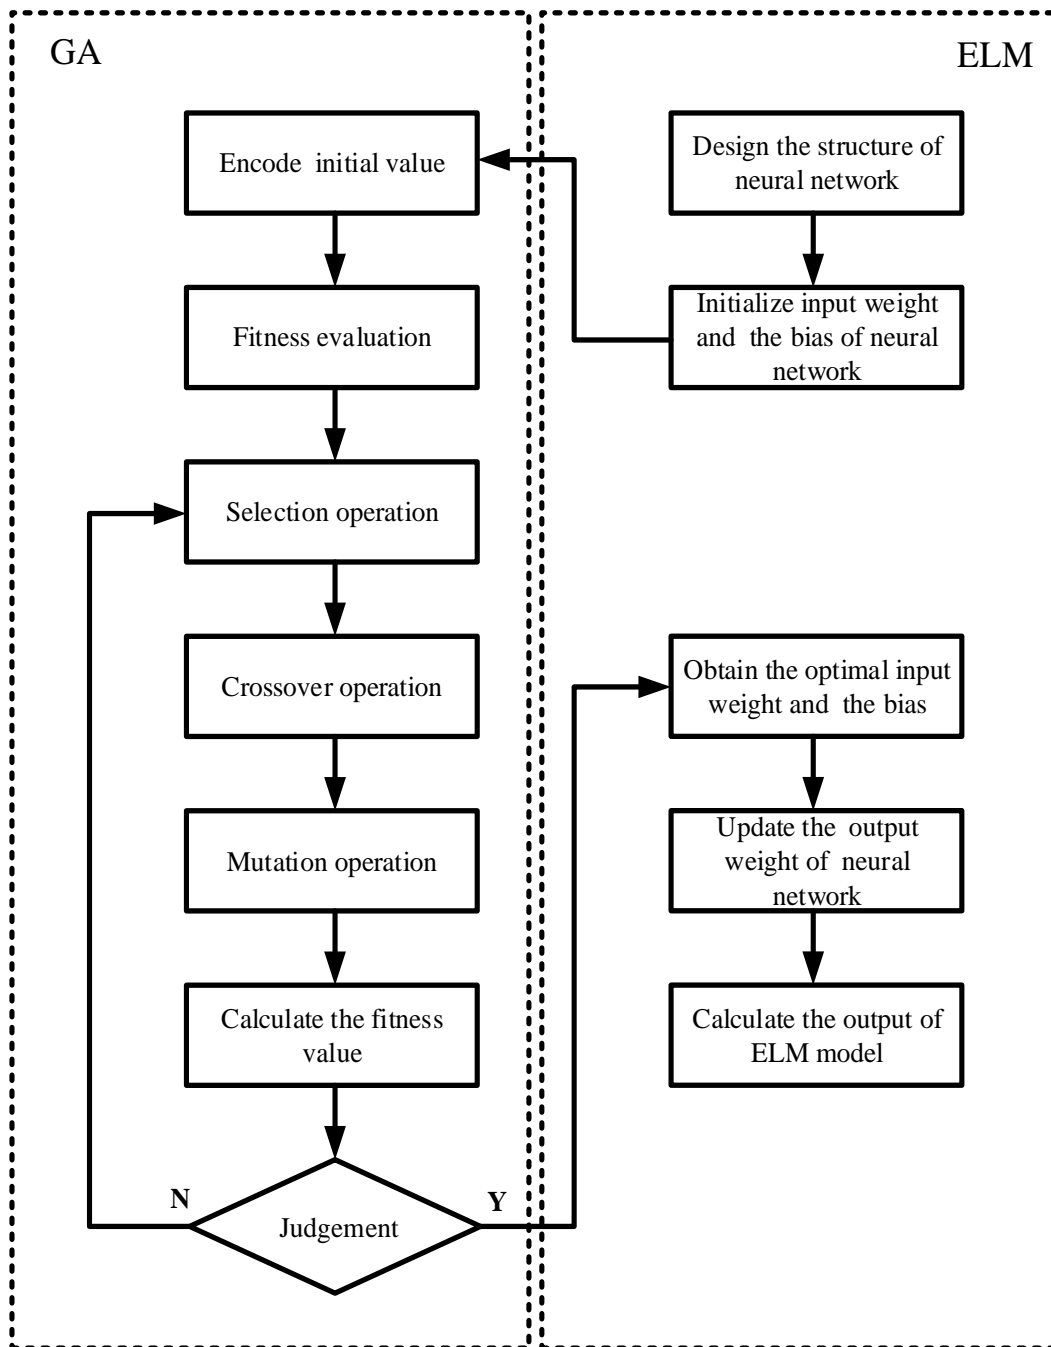 GA
Encode initial value
Fitness evaluation
Selection operation
Crossover operation
Mutation operation
Calculate the fitness
value
N
Judgement
Y
ELM
Design the structure of
neural network
Initialize input weight
and the bias of neural
network
Obtain the optimal input
weight and the bias
Update the output
weight of neural
network
Calculate the output of
ELM model